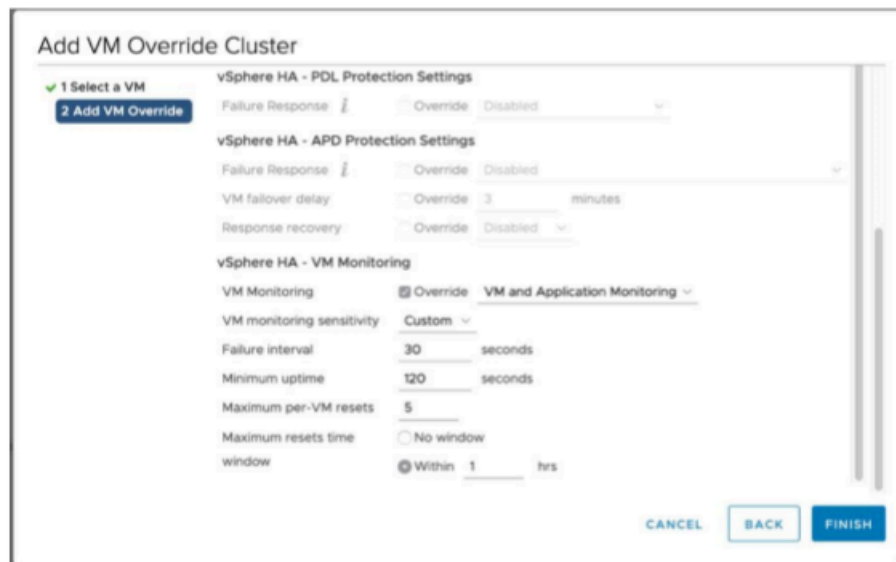 Add VM Override Cluster
1 Select a VM
2 Add VM Override
vSphere HA - PDL Protection Settings
Failure Response i Override Disabled
vSphere HA - APD Protection Settings
Failure Response i Override Disabled
VM failover delay Override 3 minutes
Response recovery Override Disabled
vSphere HA - VM Monitoring
VM Monitoring Override VM and Application Monitoring
VM monitoring sensitivity Custom
Failure interval 30 seconds
Minimum uptime 120 seconds
Maximum per-VM resets 5
Maximum resets time No window
window Within 1 hrs
CANCEL BACK FINISH